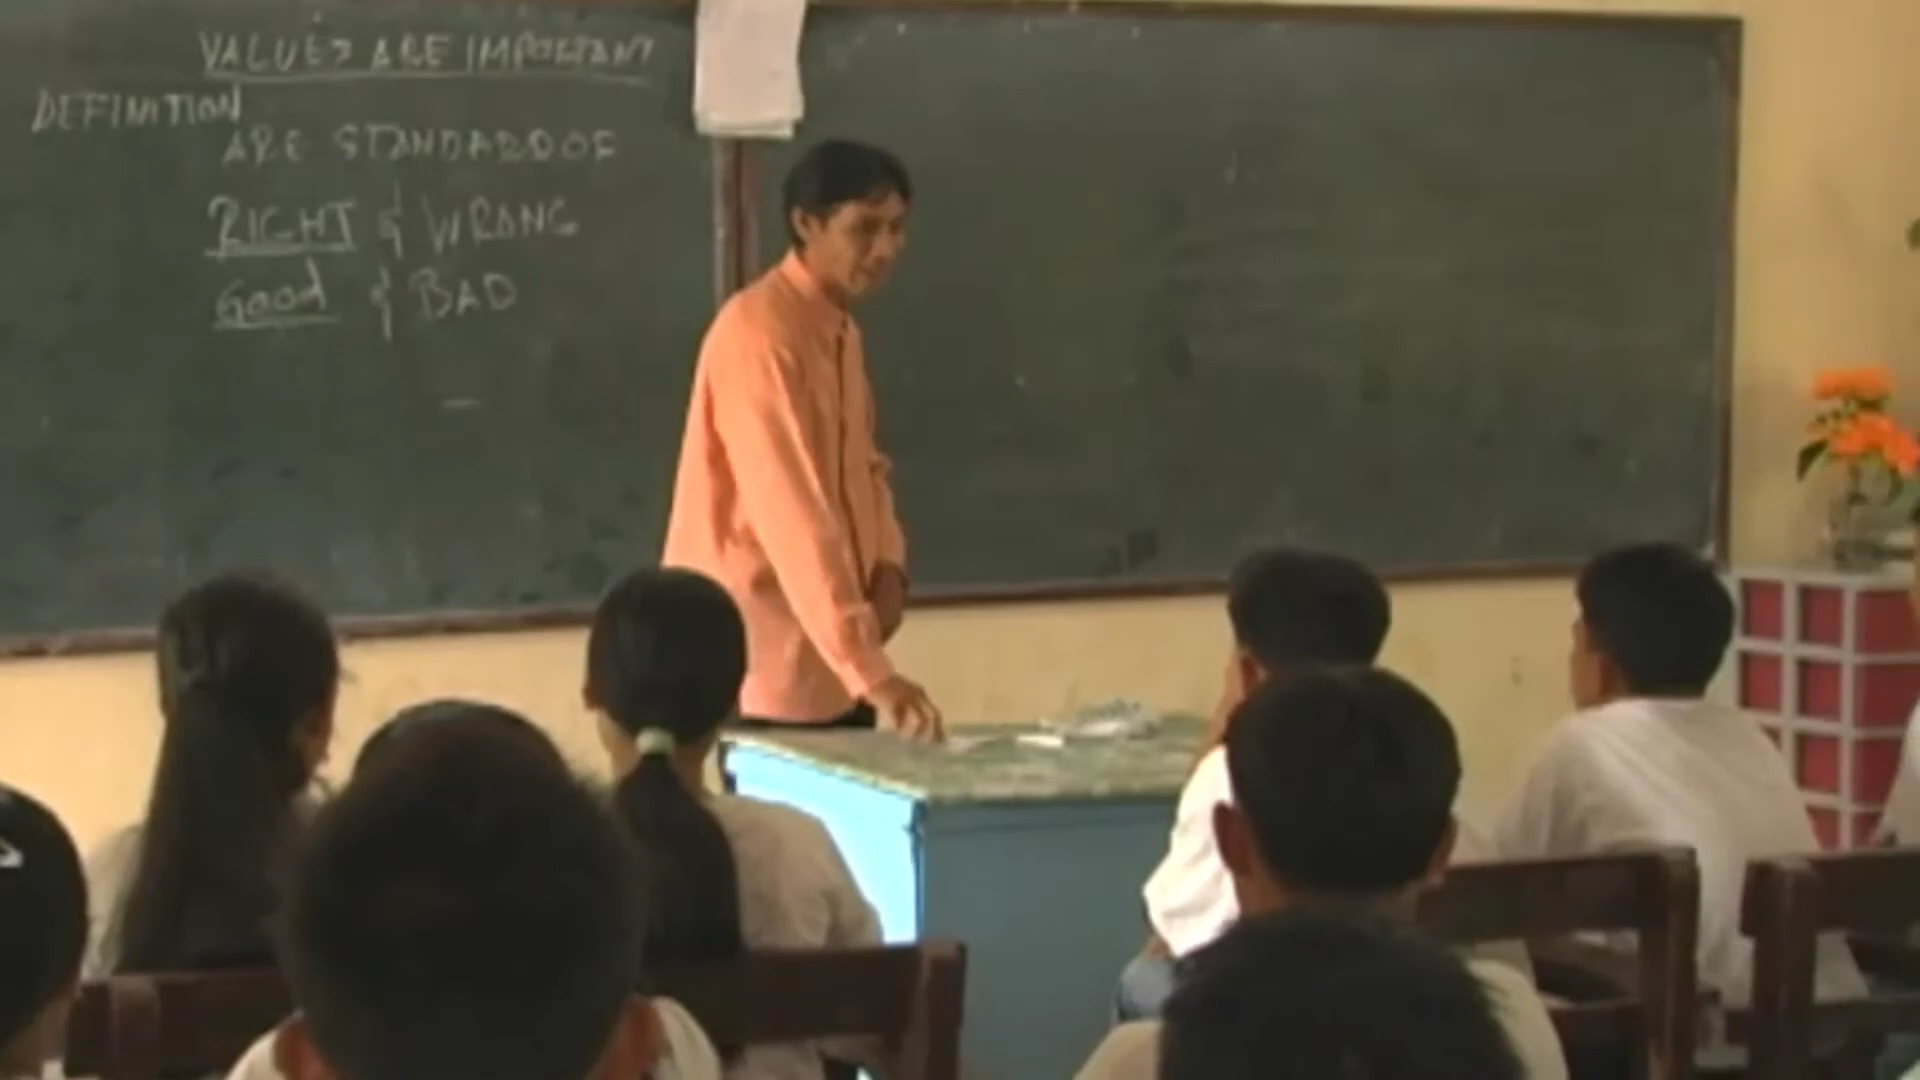 VALUES ARE IMPORTANT
DEFINITION
ARE STANDARD OF
RIGHT & WRONG
Good & BAD